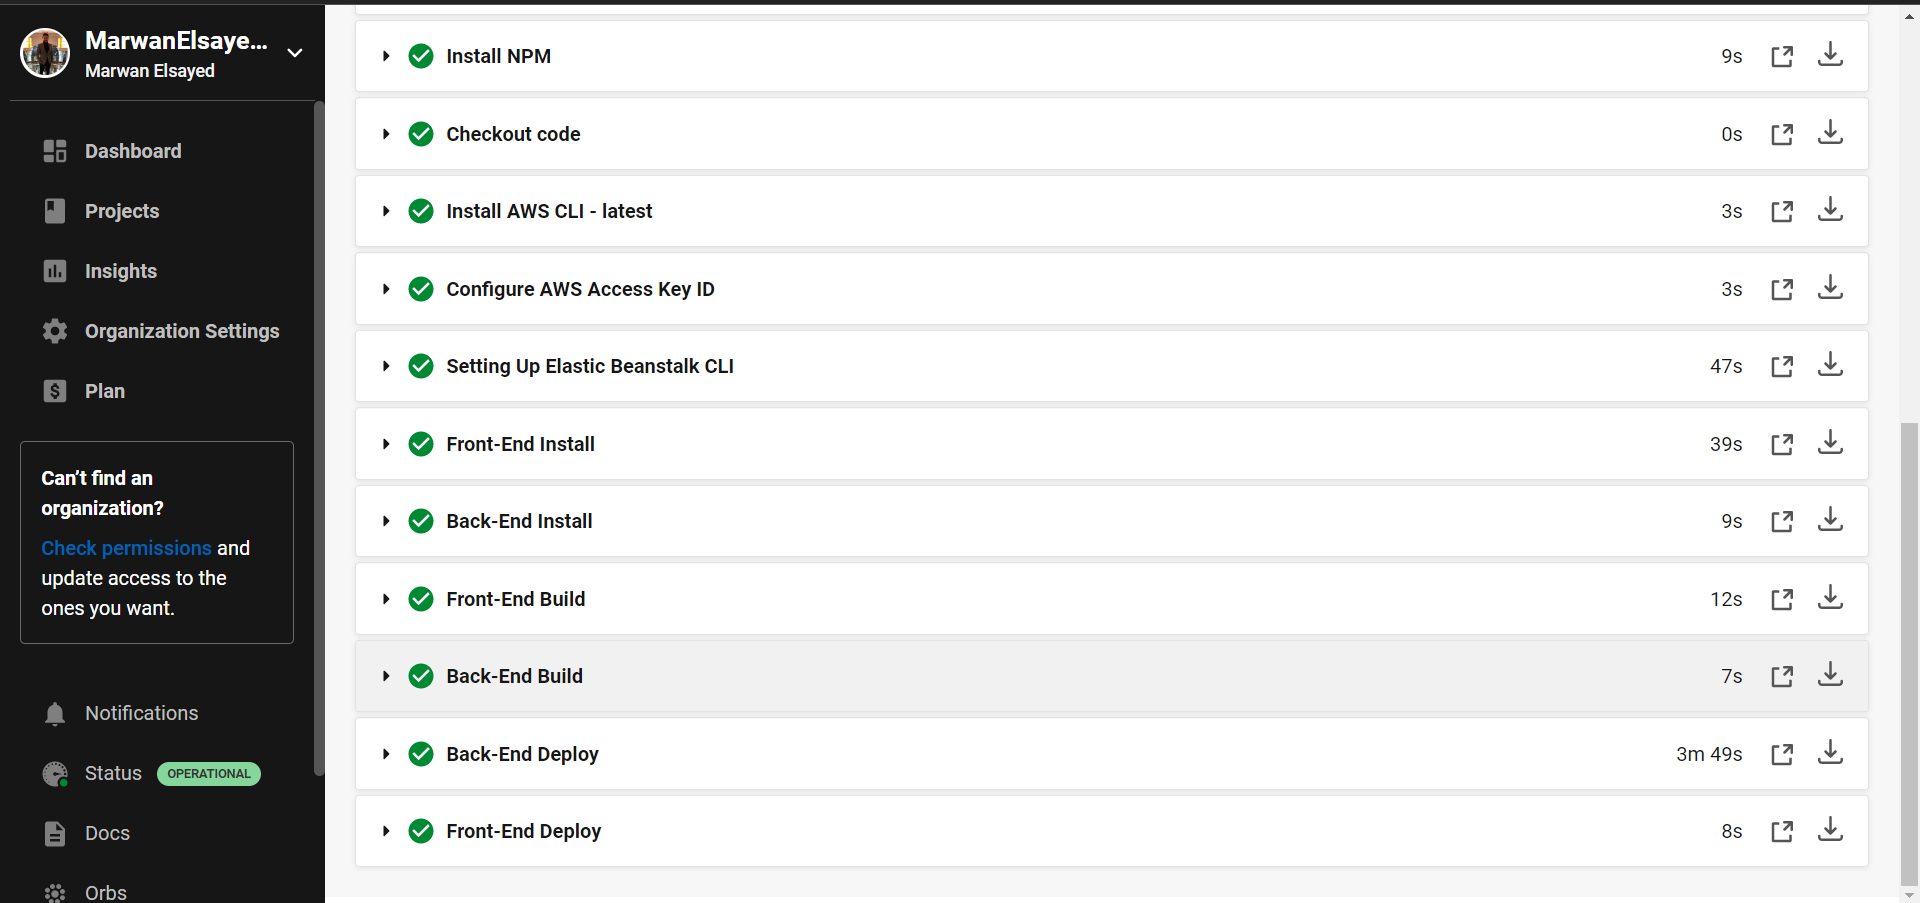 MarwanElsaye...
Marwan Elsayed
Dashboard
Projects
Insights
Organization Settings
Plan
Can't find an
organization?
Check permissions and
update access to the
ones you want.
Notifications
Status OPERATIONAL
Docs
Orbs
Install NPM 9s
Checkout code 0s
Install AWS CLI - latest 3s
Configure AWS Access Key ID 3s
Setting Up Elastic Beanstalk CLI 47s
Front-End Install 39s
Back-End Install 9s
Front-End Build 12s
Back-End Build 7s
Back-End Deploy 3m 49s
Front-End Deploy 8s